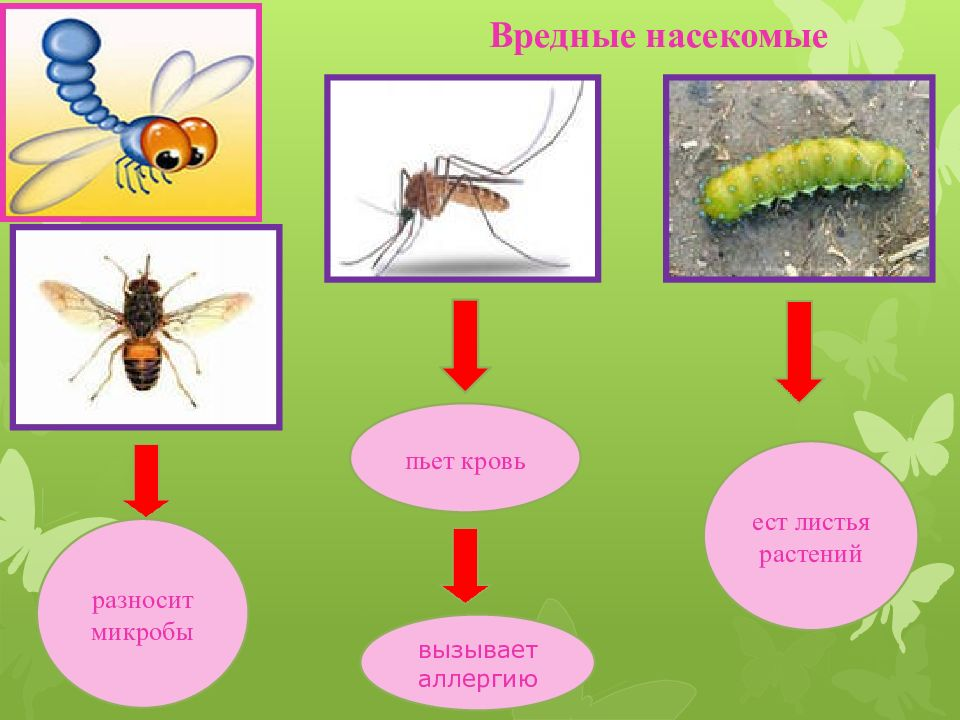 Вредные насекомые
пьет кровь
ест листья
растений
разносит
микробы
вызывает
аллергию